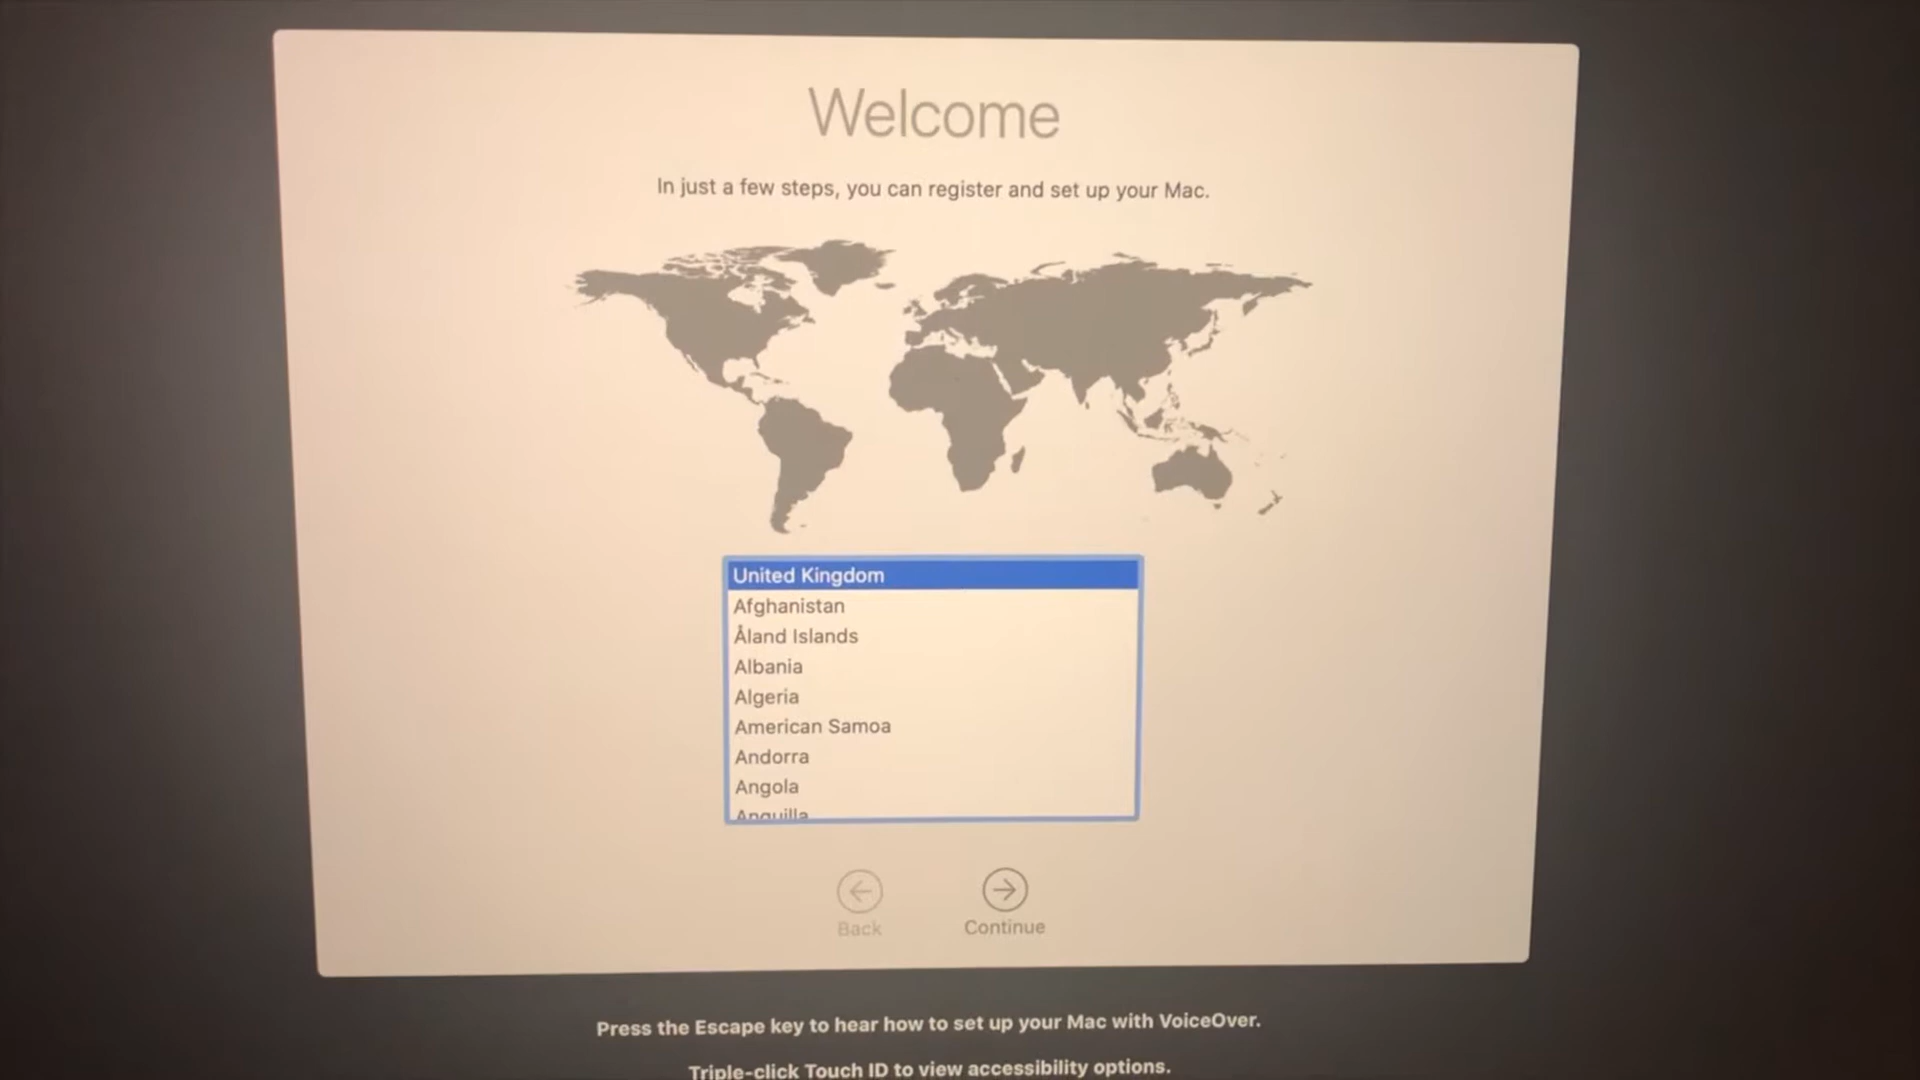 Welcome
In just a few steps, you can register and set up your Mac.
United Kingdom
Afghanistan
Åland Islands
Albania
Algeria
American Samoa
Andorra
Angola
Anguilla
Back
Continue
Press the Escape key to hear how to set up your Mac with VoiceOver.
Triple-click Touch ID to view accessibility options.